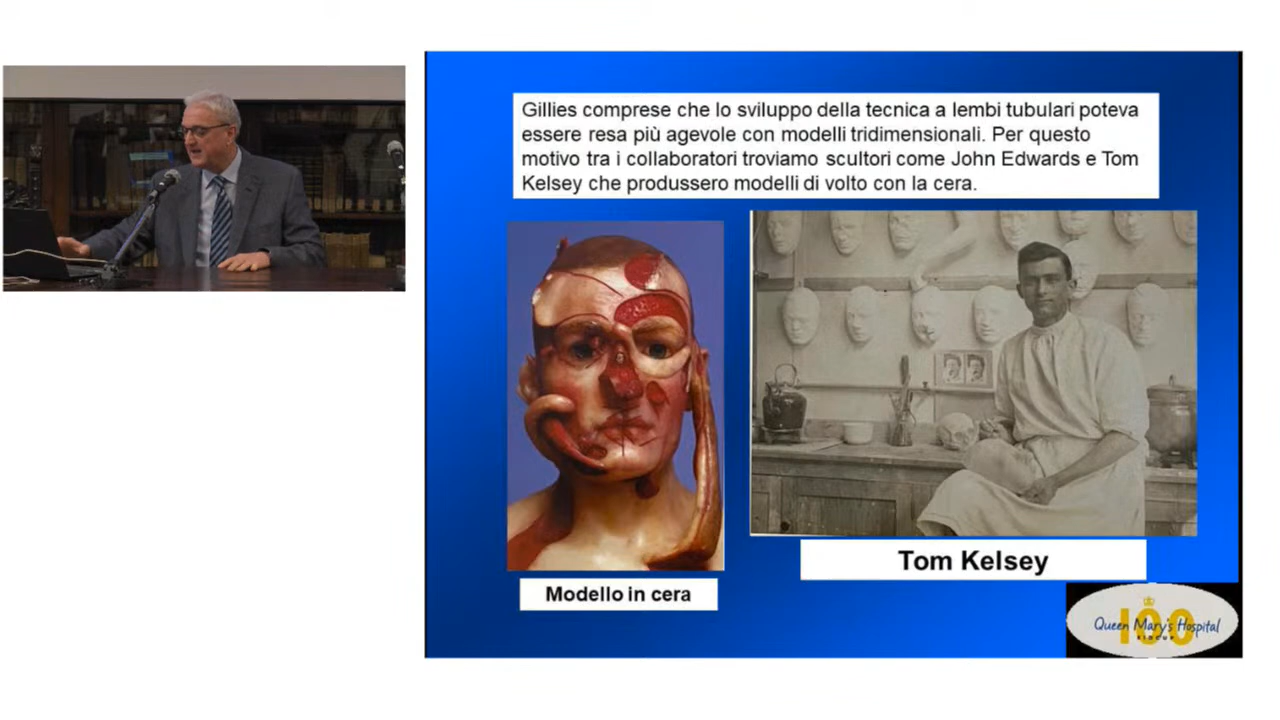 Gillies comprese che lo sviluppo della tecnica a lembi tubulari poteva
essere resa più agevole con modelli tridimensionali. Per questo
motivo tra i collaboratori troviamo scultori come John Edwards e Tom
Kelsey che produssero modelli di volto con la cera.
Tom Kelsey
Modello in cera
100
Queen Mary's Hospital
SIDCUP